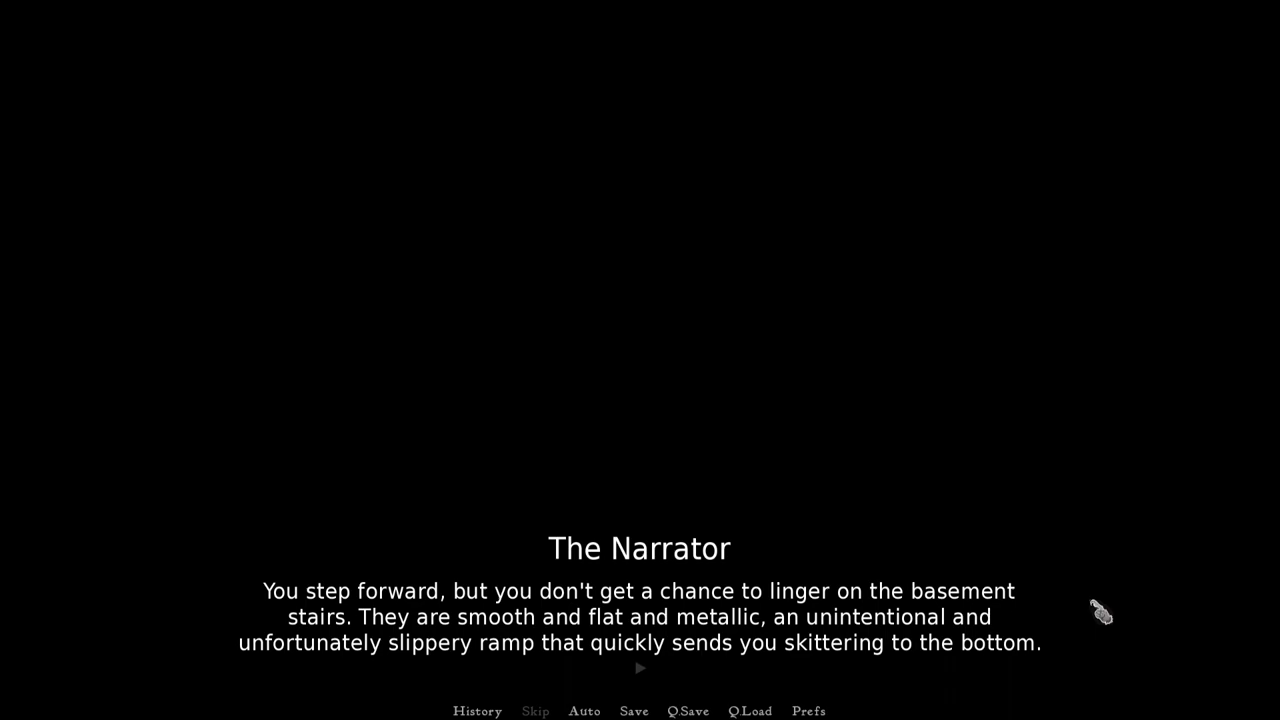 The Narrator
You step forward, but you don't get a chance to linger on the basement
stairs. They are smooth and flat and metallic, an unintentional and
unfortunately slippery ramp that quickly sends you skittering to the bottom.
History Skip Auto Save Q.Save Q.Load Prefs